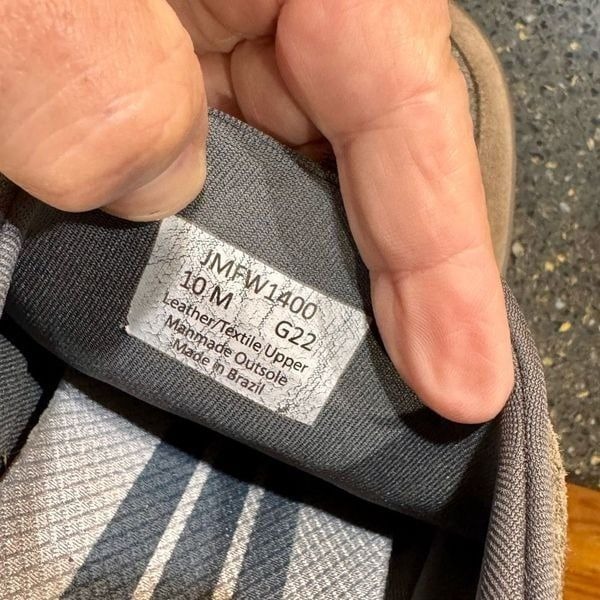 JMFW1400
10 M G22
Leather/Textile Upper
Manmade Outsole
Made in Brazil